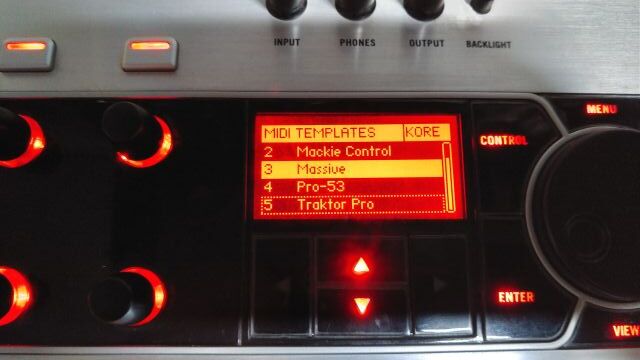 INPUT PHONES OUTPUT BACKLIGHT
MENU
CONTROL
MIDI TEMPLATES KORE
2 Mackie Control
3 Massive
4 Pro-53
5 Traktor Pro
ENTER
VIEW